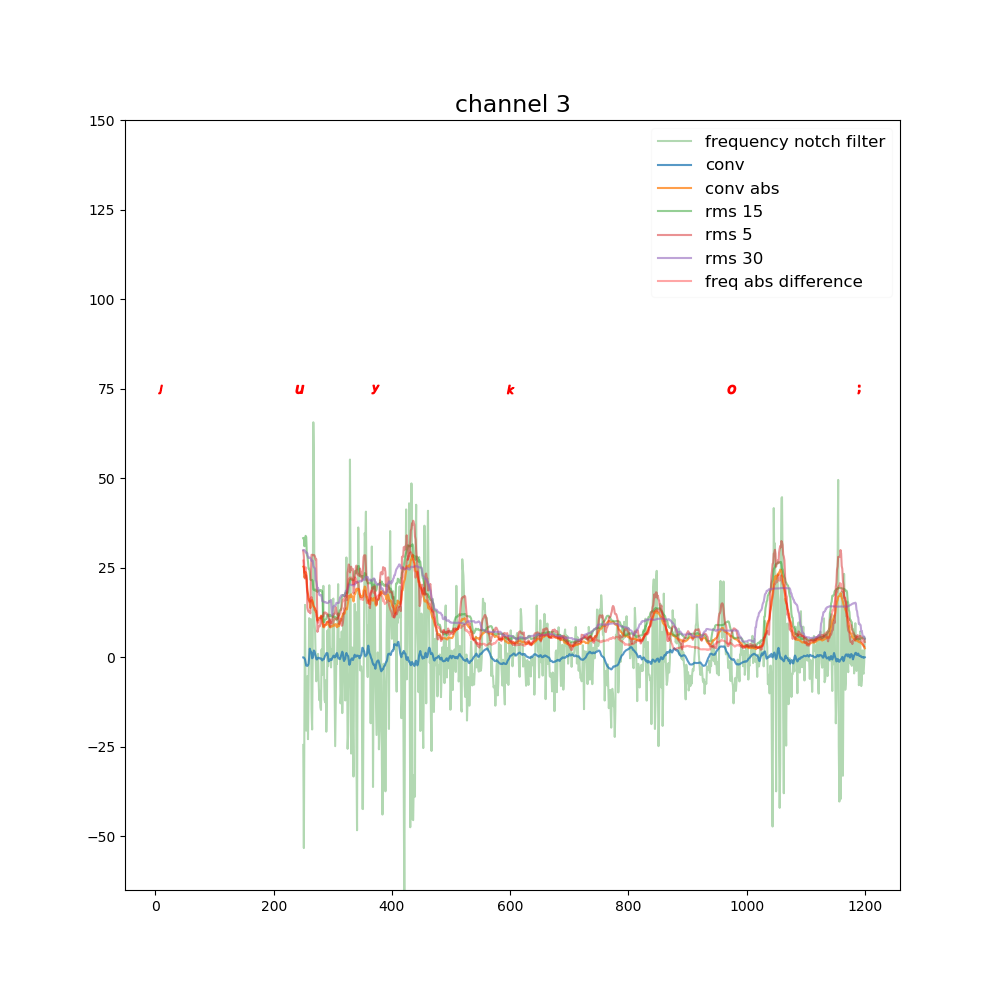 channel 3
150
125
100
75
50
25
0
−25
−50
frequency notch filter
conv
conv abs
rms 15
rms 5
rms 30
freq abs difference
j u y k o ;
0 200 400 600 800 1000 1200